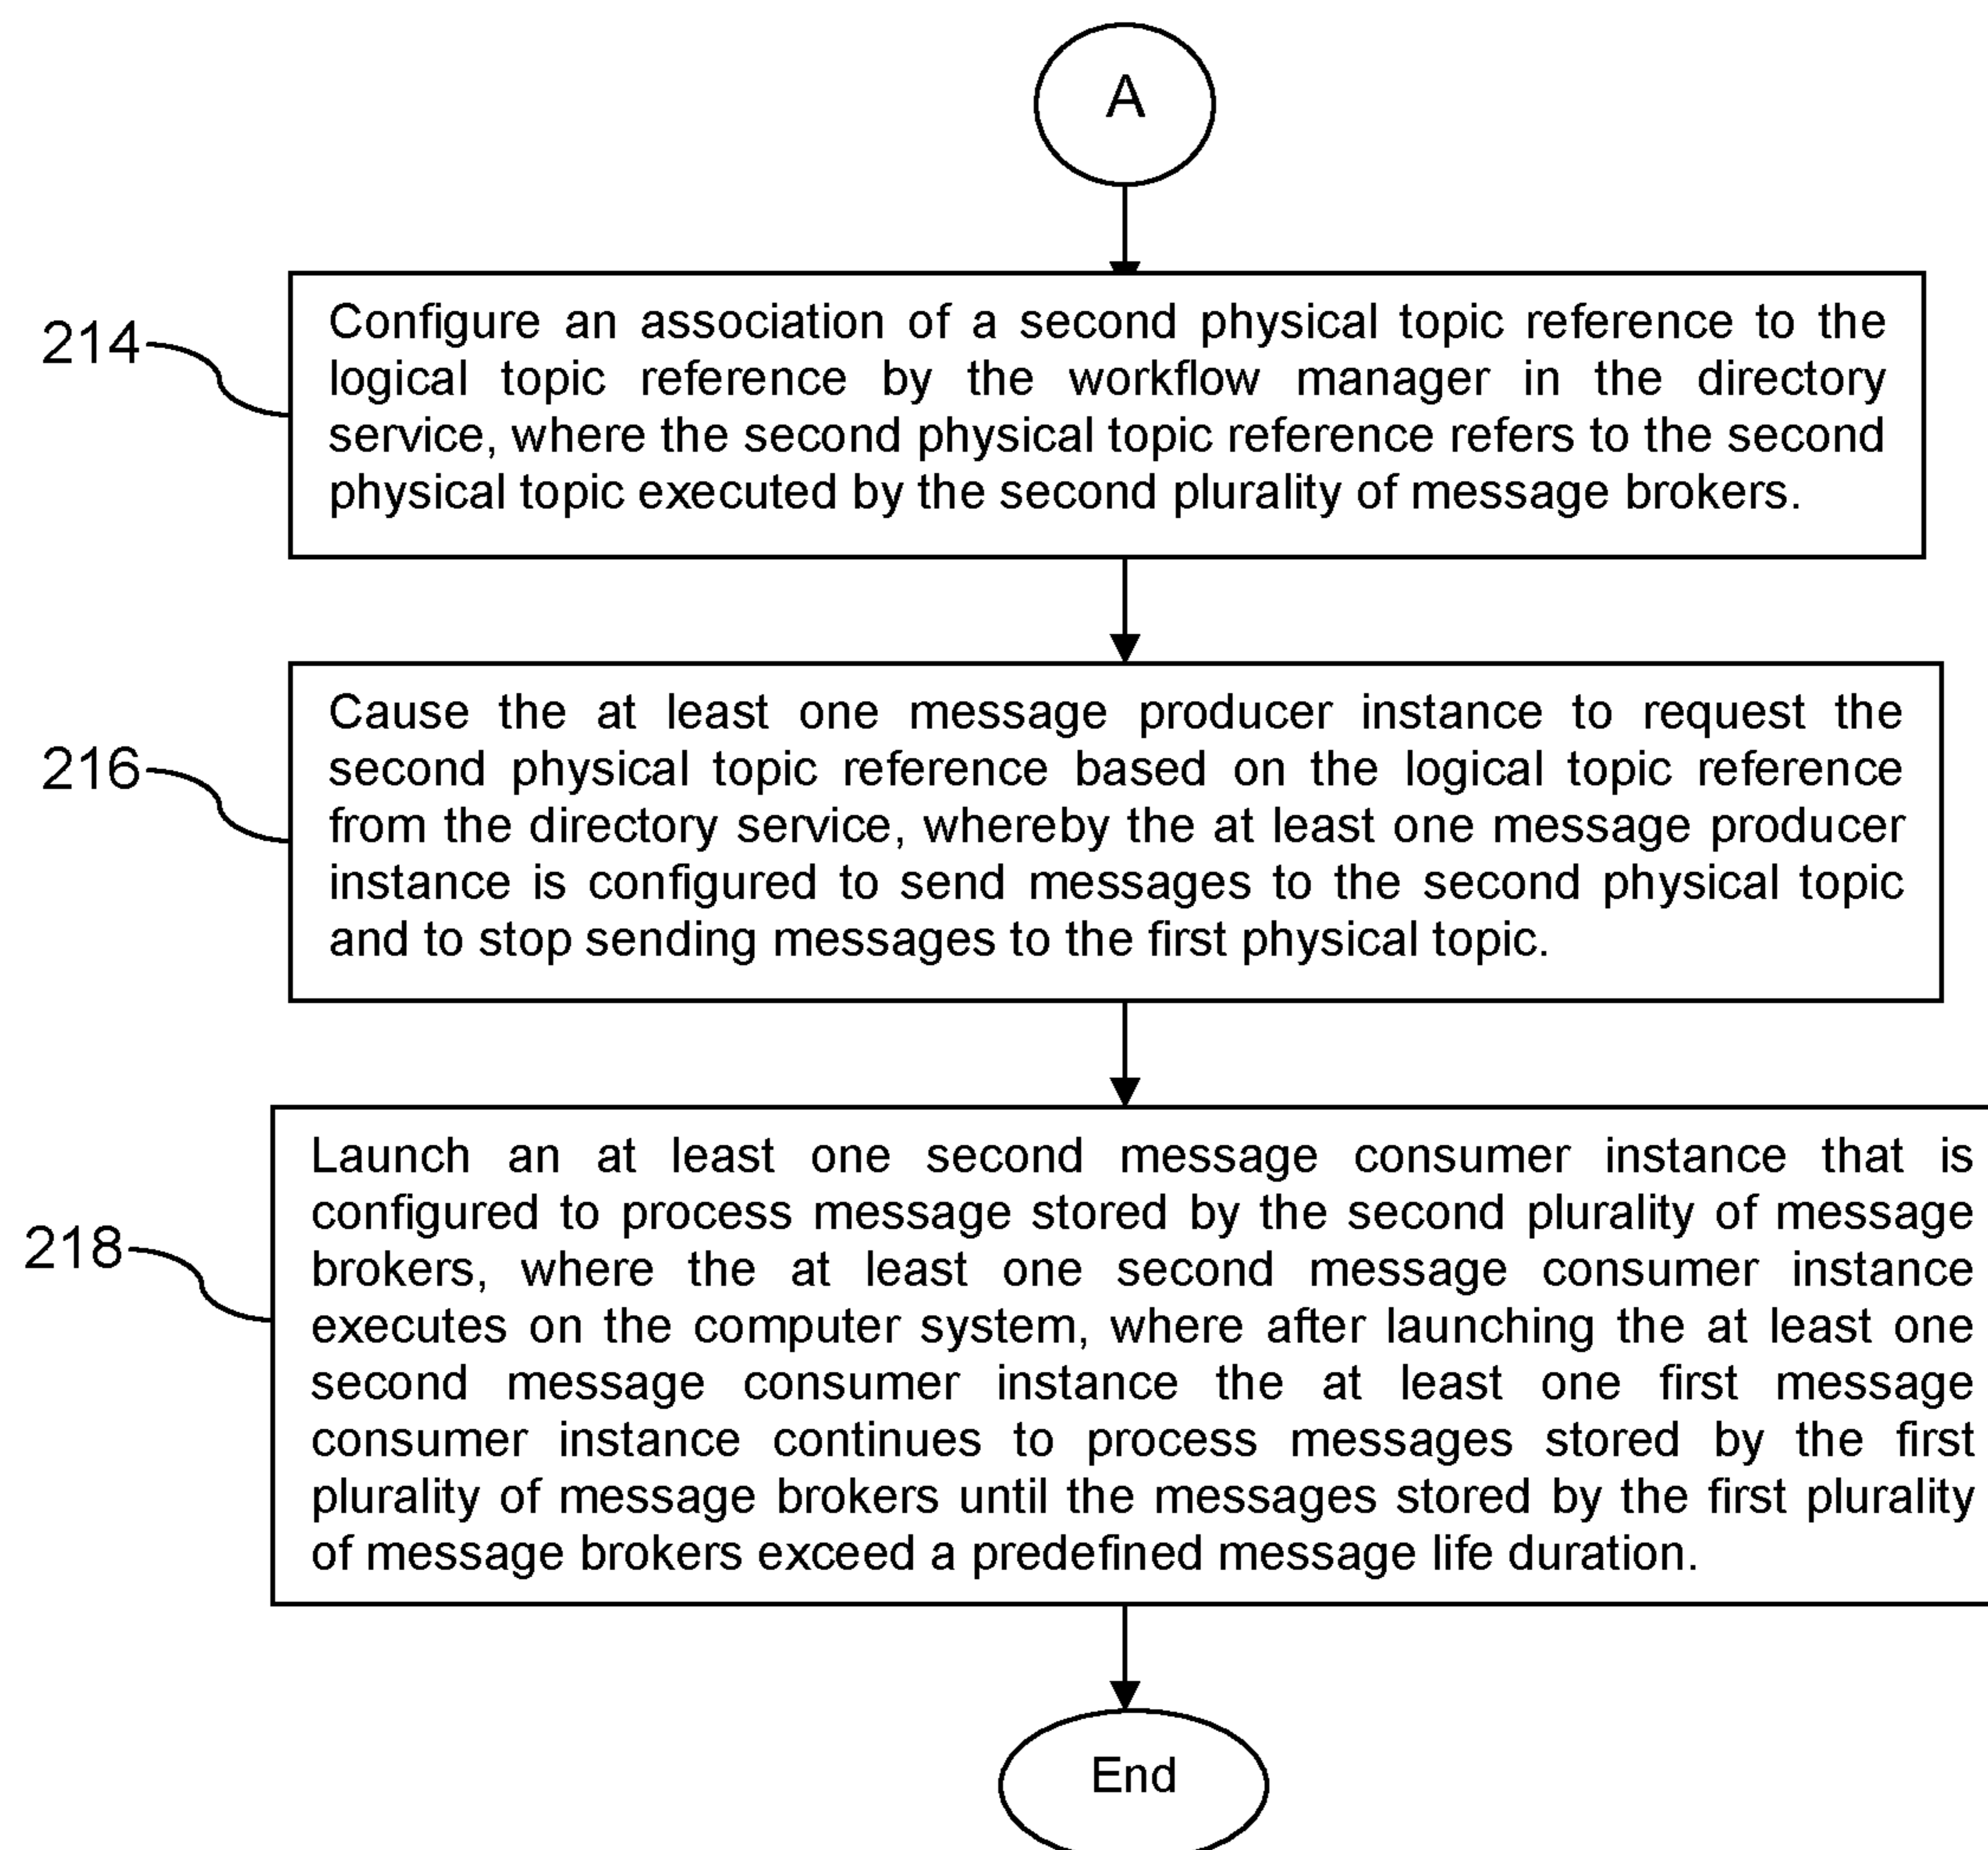 A
214
Configure an association of a second physical topic reference to the
logical topic reference by the workflow manager in the directory
service, where the second physical topic reference refers to the second
physical topic executed by the second plurality of message brokers.
216
Cause the at least one message producer instance to request the
second physical topic reference based on the logical topic reference
from the directory service, whereby the at least one message producer
instance is configured to send messages to the second physical topic
and to stop sending messages to the first physical topic.
218
Launch an at least one second message consumer instance that is
configured to process message stored by the second plurality of message
brokers, where the at least one second message consumer instance
executes on the computer system, where after launching the at least one
second message consumer instance the at least one first message
consumer instance continues to process messages stored by the first
plurality of message brokers until the messages stored by the first plurality
of message brokers exceed a predefined message life duration.
End